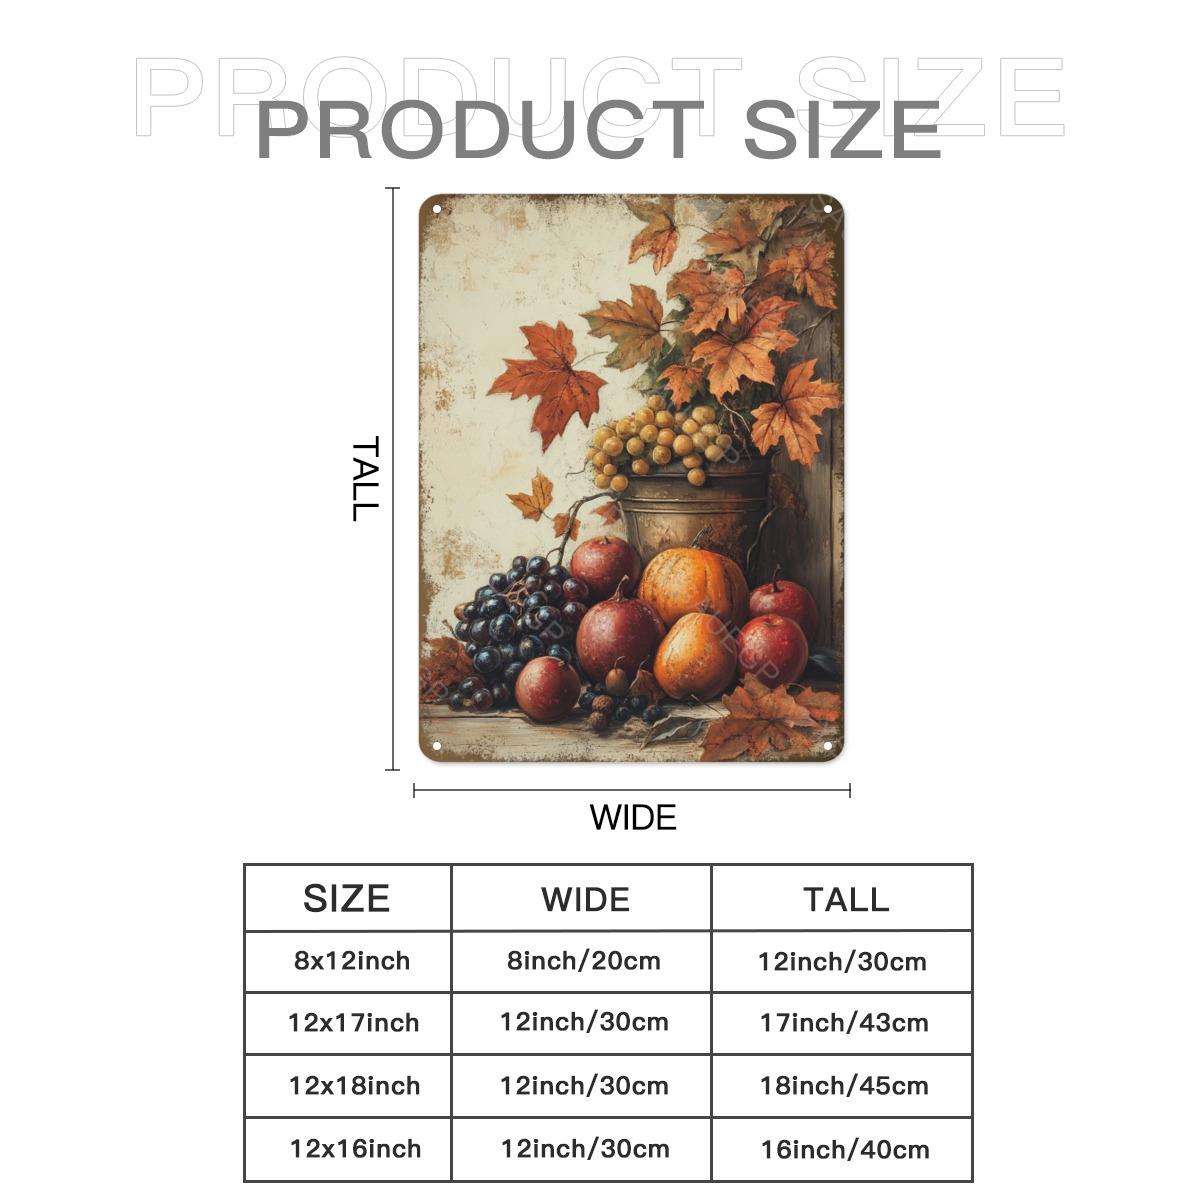 PRODUCT SIZE
PRODUCT SIZE
TALL
WIDE
SIZE WIDE TALL
8x12inch 8inch/20cm 12inch/30cm
12x17inch 12inch/30cm 17inch/43cm
12x18inch 12inch/30cm 18inch/45cm
12x16inch 12inch/30cm 16inch/40cm